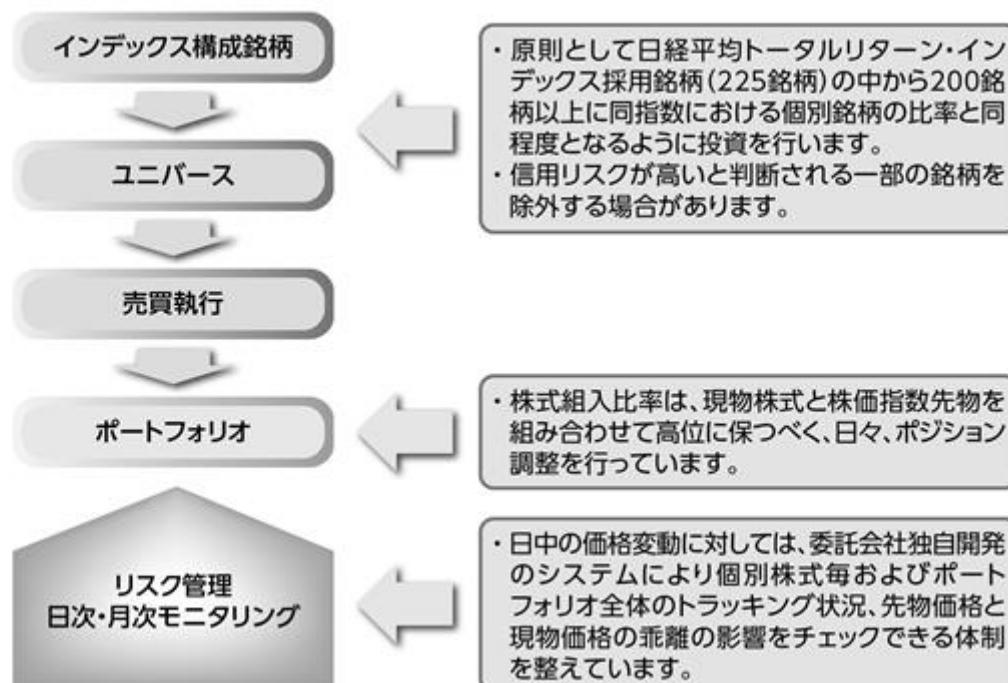 インデックス構成銘柄
・原則として日経平均トータルリターン・イン
デックス採用銘柄(225銘柄)の中から200銘
柄以上に同指数における個別銘柄の比率と同
程度となるように投資を行います。
・信用リスクが高いと判断される一部の銘柄を
除外する場合があります。
ユニバース
売買執行
ポートフォリオ
・株式組入比率は、現物株式と株価指数先物を
組み合わせて高位に保つべく、日々、ポジション
調整を行っています。
リスク管理
日次・月次モニタリング
・日中の価格変動に対しては、委託会社独自開発
のシステムにより個別株式毎およびポート
フォリオ全体のトラッキング状況、先物価格と
現物価格の乖離の影響をチェックできる体制
を整えています。